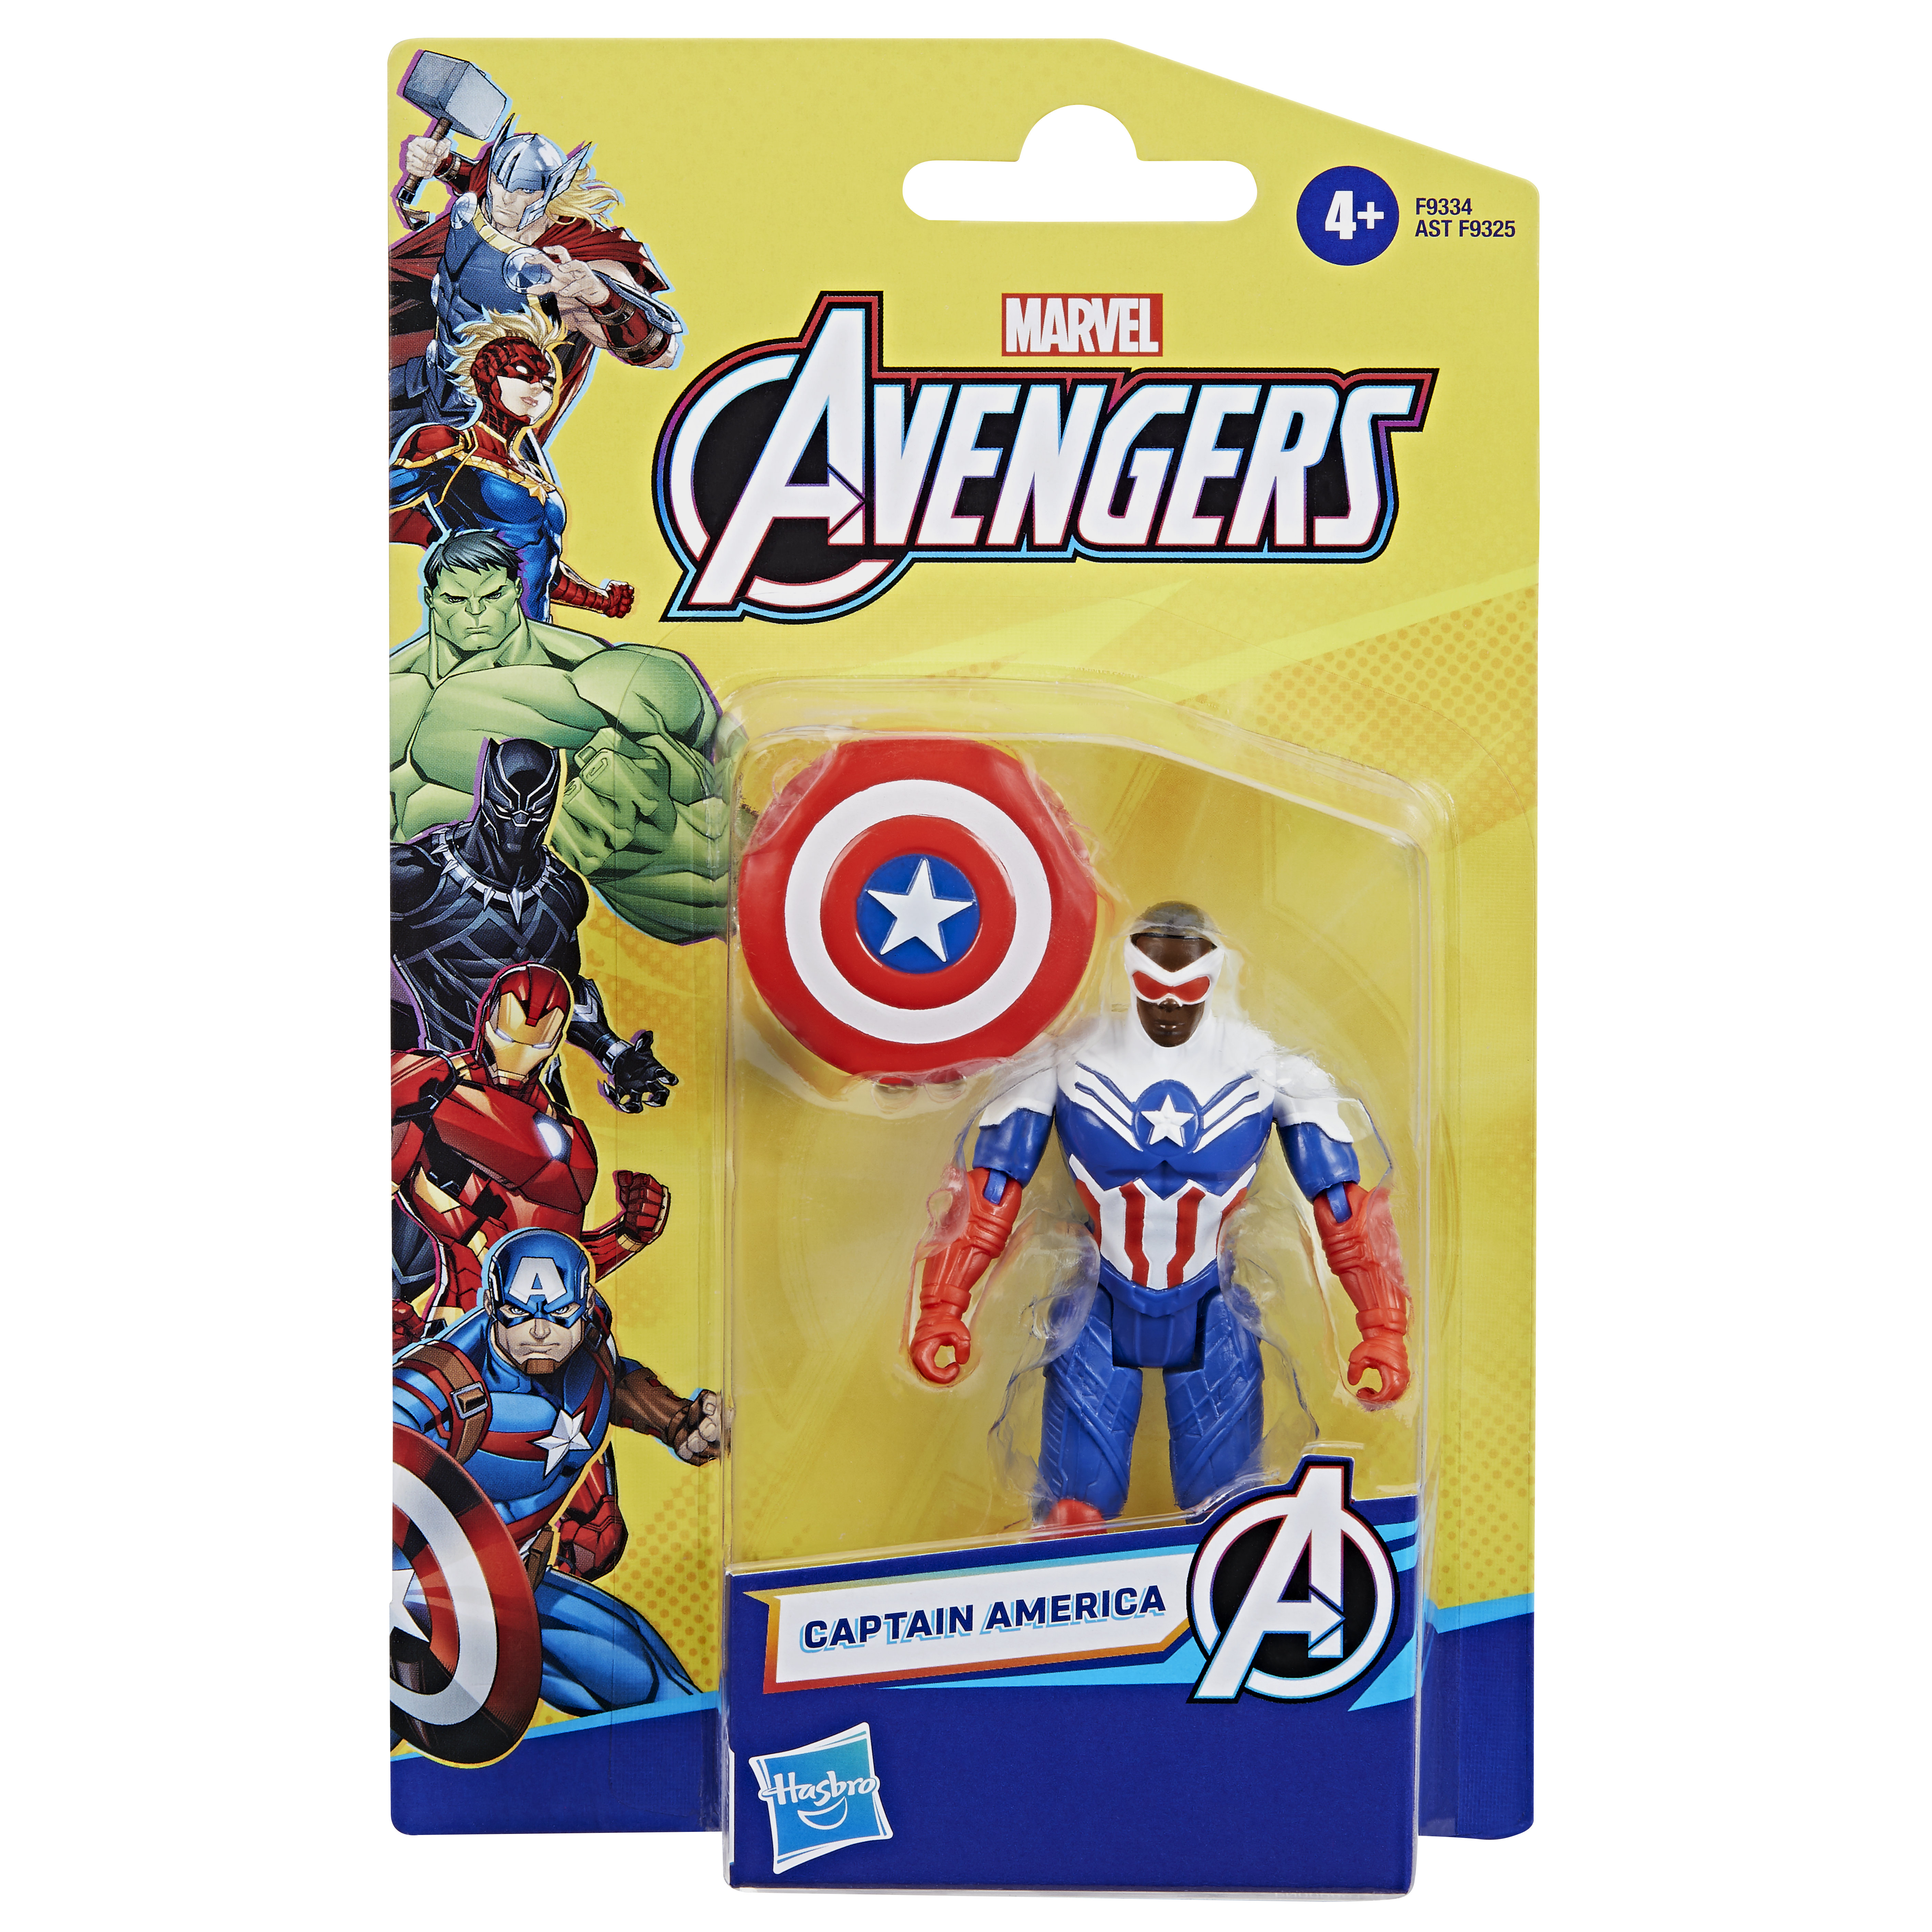 4+
F9334
AST F9325
MARVEL
AVENGERS
A
CAPTAIN AMERICA
A
Hasbro